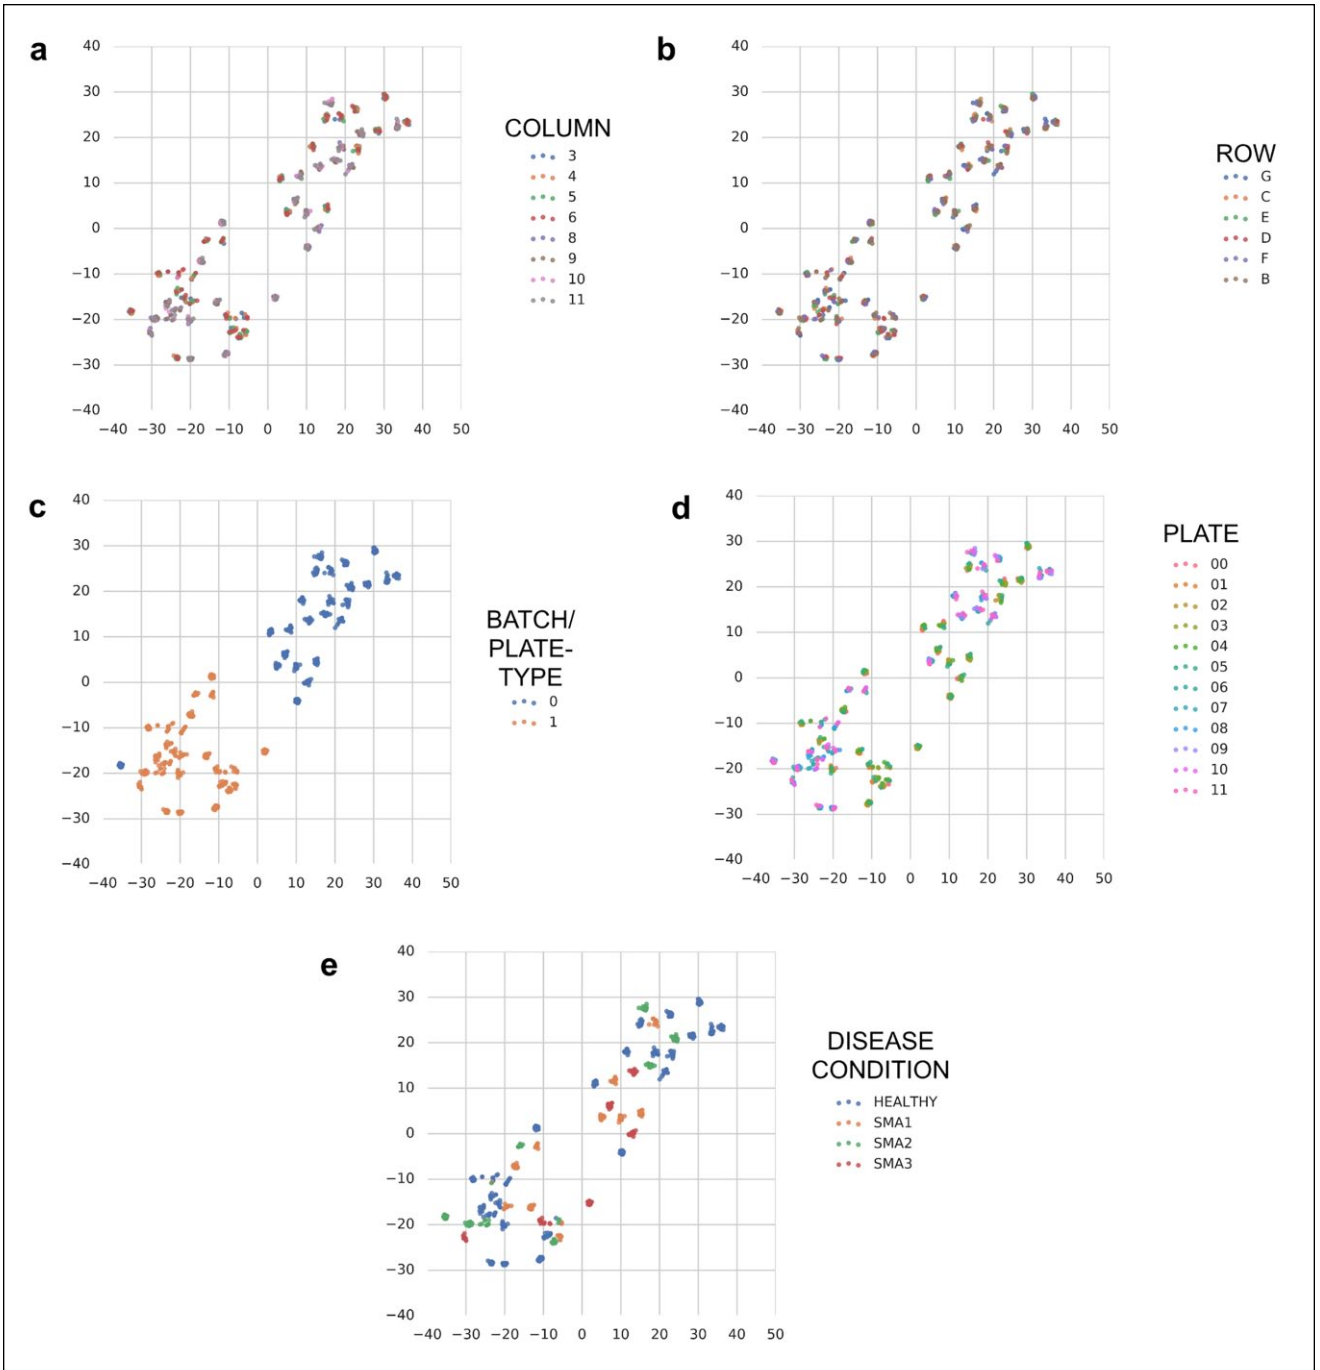 a
40
30
20
10
0
−10
−20
−30
−40
−40 −30 −20 −10 0 10 20 30 40 50
COLUMN
3
4
5
6
8
9
10
11
b
40
30
20
10
0
−10
−20
−30
−40
−40 −30 −20 −10 0 10 20 30 40 50
ROW
G
C
E
D
F
B
c
40
30
20
10
0
−10
−20
−30
−40
−40 −30 −20 −10 0 10 20 30 40 50
BATCH/
PLATE-
TYPE
0
1
d
40
30
20
10
0
−10
−20
−30
−40
−40 −30 −20 −10 0 10 20 30 40 50
PLATE
00
01
02
03
04
05
06
07
08
09
10
11
e
40
30
20
10
0
−10
−20
−30
−40
−40 −30 −20 −10 0 10 20 30 40 50
DISEASE
CONDITION
HEALTHY
SMA1
SMA2
SMA3